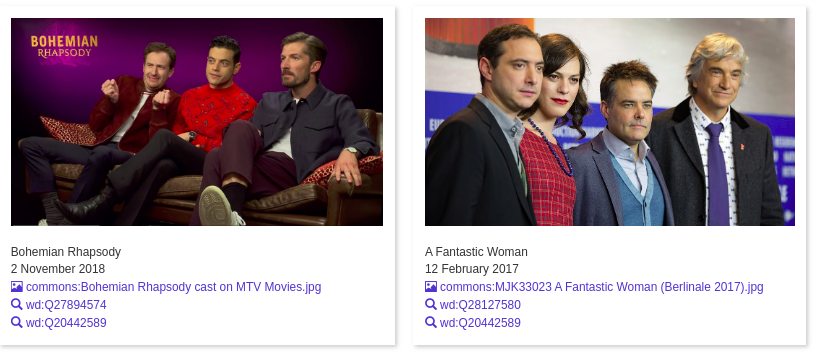 BOHEMIAN
RHAPSODY
Bohemian Rhapsody
2 November 2018
commons:Bohemian Rhapsody cast on MTV Movies.jpg
wd:Q27894574
wd:Q20442589
A Fantastic Woman
12 February 2017
commons:MJK33023 A Fantastic Woman (Berlinale 2017).jpg
wd:Q28127580
wd:Q20442589